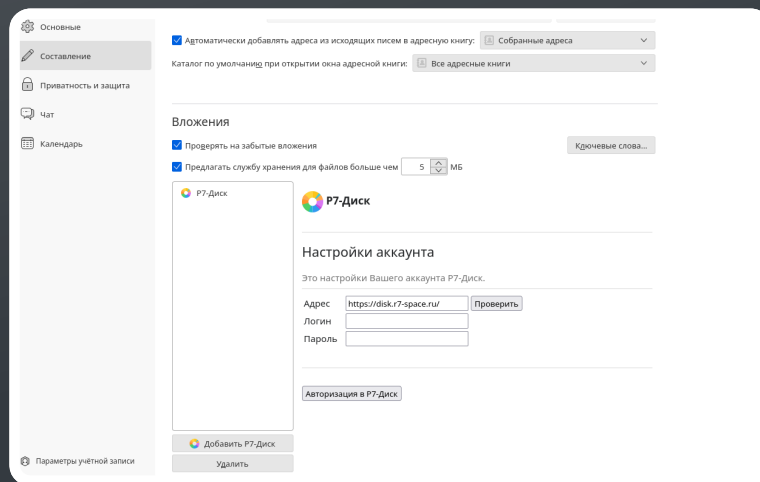 Основные
Составление
Приватность и защита
Чат
Календарь
Параметры учётной записи
Автоматически добавлять адреса из исходящих писем в адресную книгу: Собранные адреса
Каталог по умолчанию при открытии окна адресной книги: Все адресные книги
Вложения
Проверять на забытые вложения
Ключевые слова...
Предлагать службу хранения для файлов больше чем 5 МБ
Р7-Диск
Добавить Р7-Диск
Удалить
Р7-Диск
Настройки аккаунта
Это настройки Вашего аккаунта Р7-Диск.
Адрес https://disk.r7-space.ru/ Проверить
Логин
Пароль
Авторизация в Р7-Диск